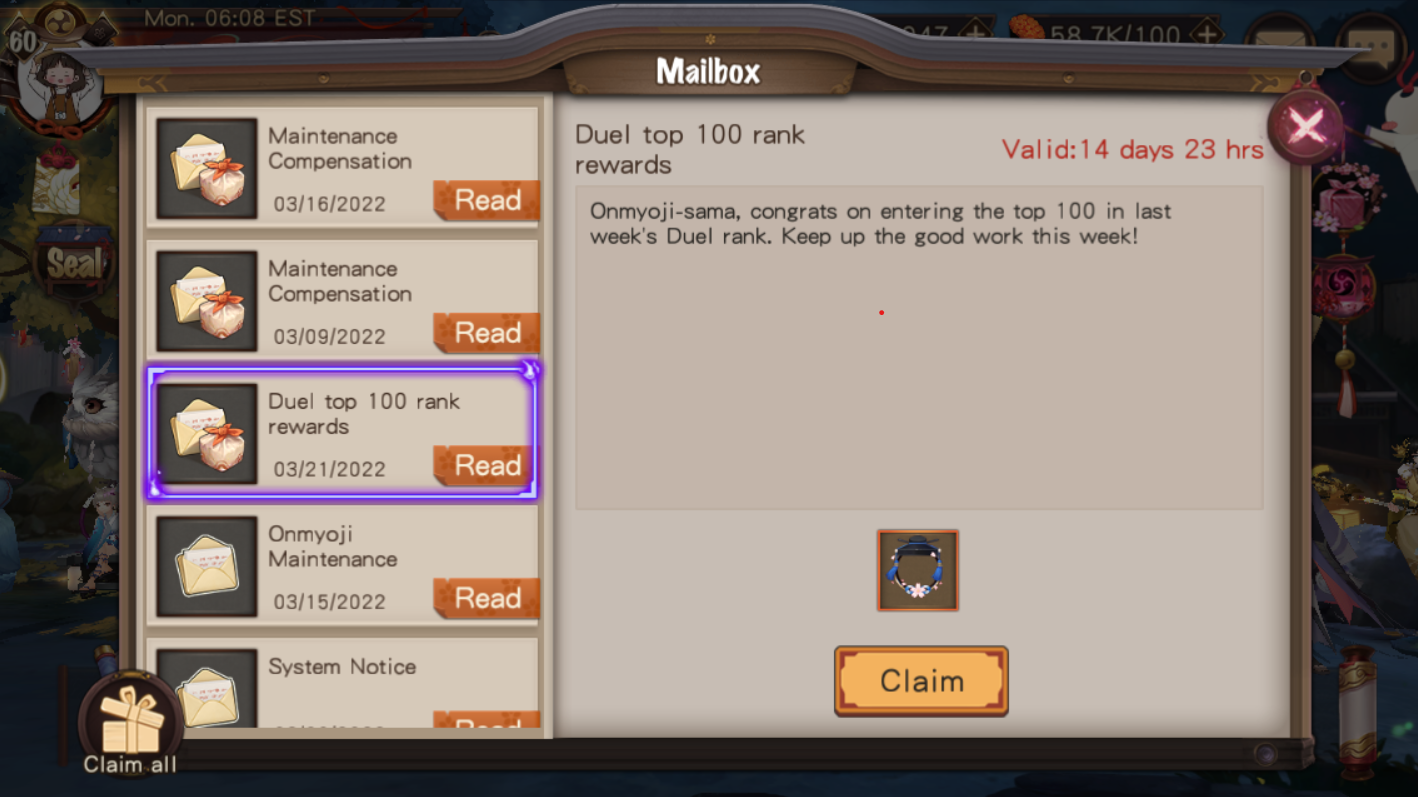 Mon. 06:08 EST
60
58.7K/100
Mailbox
Maintenance
Compensation
03/16/2022
Read
Maintenance
Compensation
03/09/2022
Read
Duel top 100 rank
rewards
03/21/2022
Read
Onmyoji
Maintenance
03/15/2022
Read
System Notice
Read
Duel top 100 rank
rewards
Valid:14 days 23 hrs
Onmyoji-sama, congrats on entering the top 100 in last
week's Duel rank. Keep up the good work this week!
Claim
Seal
Claim all